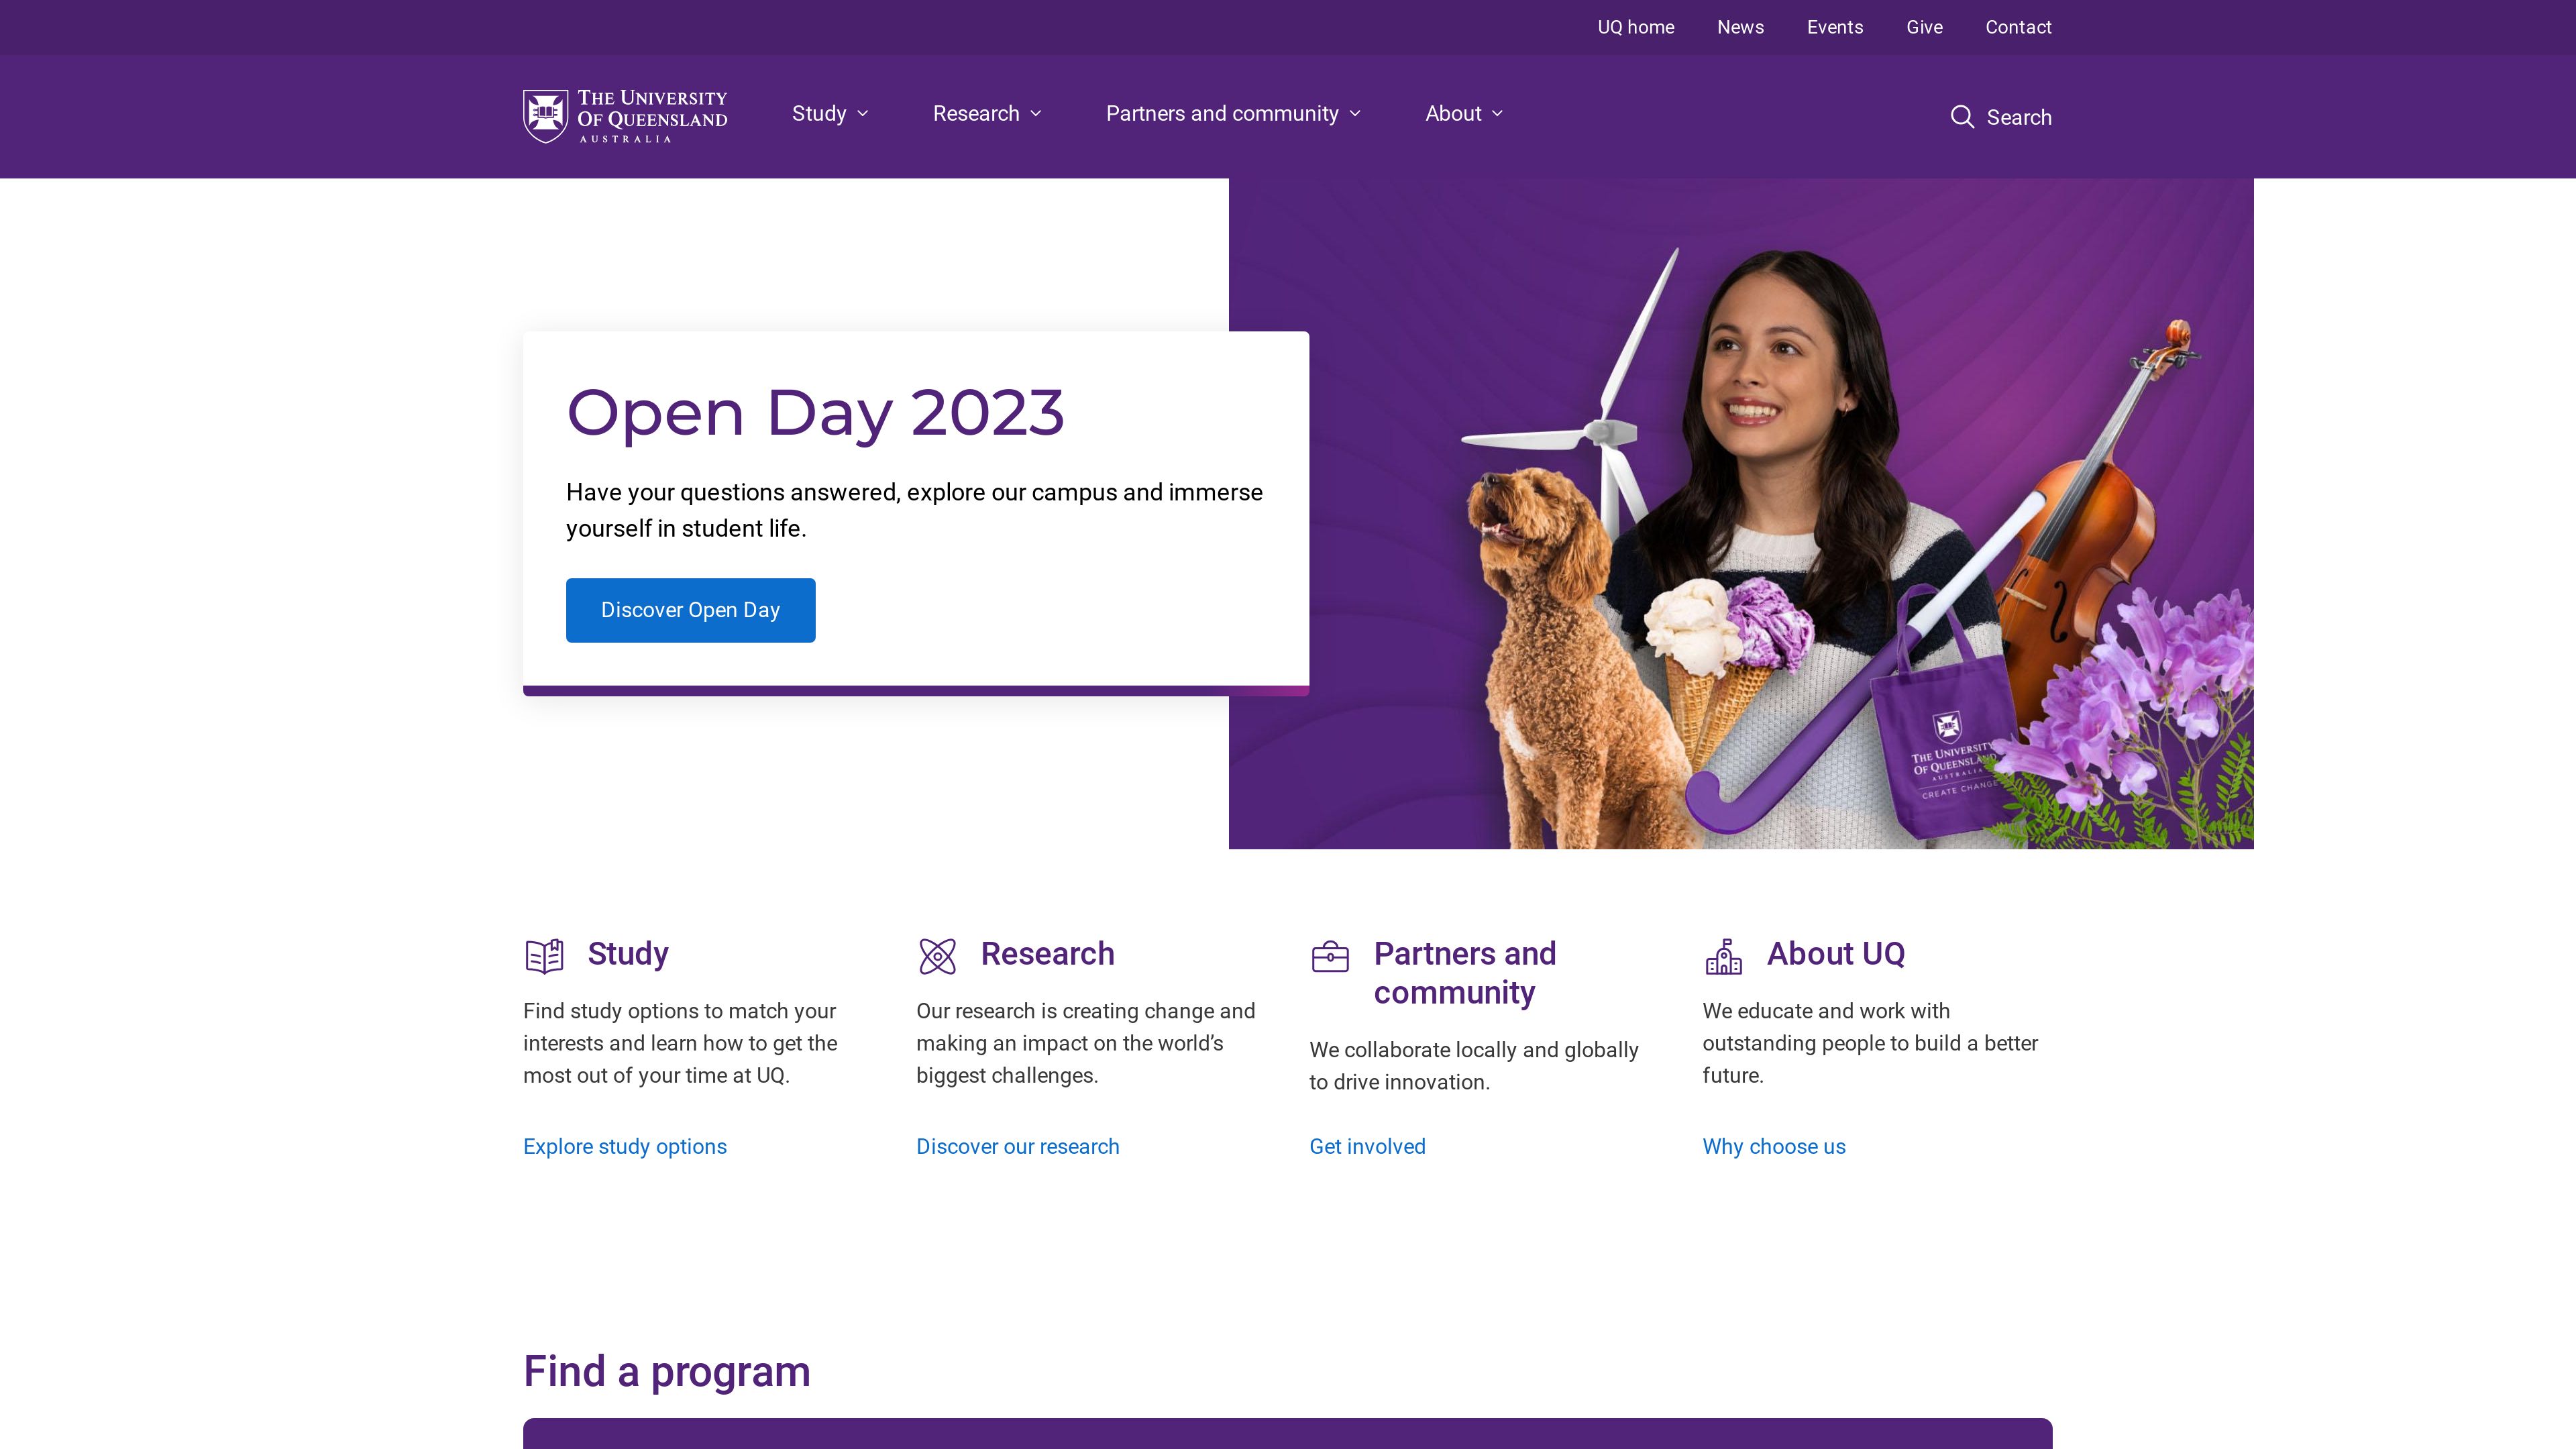 UQ home News Events Give Contact
THE UNIVERSITY
OF QUEENSLAND
AUSTRALIA
Study Research Partners and community About
Search
Open Day 2023
Have your questions answered, explore our campus and immerse
yourself in student life.
Discover Open Day
THE UNIVERSITY
OF QUEENSLAND
AUSTRALIA
CREATE CHANGE
Study
Find study options to match your
interests and learn how to get the
most out of your time at UQ.
Explore study options
Research
Our research is creating change and
making an impact on the world’s
biggest challenges.
Discover our research
Partners and
community
We collaborate locally and globally
to drive innovation.
Get involved
About UQ
We educate and work with
outstanding people to build a better
future.
Why choose us
Find a program